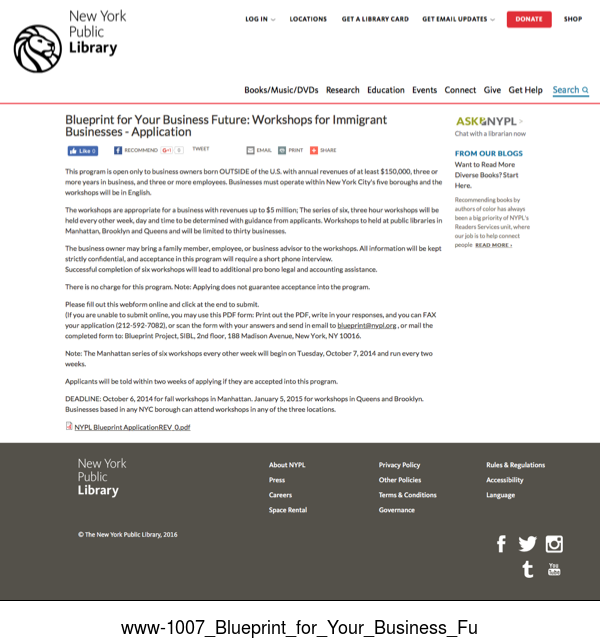 New York
Public
Library
LOG IN
LOCATIONS
GET A LIBRARY CARD
GET EMAIL UPDATES
DONATE
SHOP
Books/Music/DVDs Research Education Events Connect Give Get Help Search
Blueprint for Your Business Future: Workshops for Immigrant
Businesses - Application
Like 0
RECOMMEND
G+1 0
TWEET
EMAIL
PRINT
SHARE
This program is open only to business owners born OUTSIDE of the U.S. with annual revenues of at least $150,000, three or
more years in business, and three or more employees. Businesses must operate within New York City's five boroughs and the
workshops will be in English.
The workshops are appropriate for a business with revenues up to $5 million; The series of six, three hour workshops will be
held every other week, day and time to be determined with guidance from applicants. Workshops to held at public libraries in
Manhattan, Brooklyn and Queens and will be limited to thirty businesses.
The business owner may bring a family member, employee, or business advisor to the workshops. All information will be kept
strictly confidential, and acceptance in this program will require a short phone interview.
Successful completion of six workshops will lead to additional pro bono legal and accounting assistance.
There is no charge for this program. Note: Applying does not guarantee acceptance into the program.
Please fill out this webform online and click at the end to submit.
(If you are unable to submit online, you may use this PDF form: Print out the PDF, write in your responses, and you can FAX
your application (212-592-7082), or scan the form with your answers and send in email to blueprint@nypl.org , or mail the
completed form to: Blueprint Project, SIBL, 2nd floor, 188 Madison Avenue, New York, NY 10016.
Note: The Manhattan series of six workshops every other week will begin on Tuesday, October 7, 2014 and run every two
weeks.
Applicants will be told within two weeks of applying if they are accepted into this program.
DEADLINE: October 6, 2014 for fall workshops in Manhattan. January 5, 2015 for workshops in Queens and Brooklyn.
Businesses based in any NYC borough can attend workshops in any of the three locations.
NYPL Blueprint ApplicationREV_0.pdf
ASK NYPL >
Chat with a librarian now
FROM OUR BLOGS
Want to Read More
Diverse Books? Start
Here.
Recommending books by
authors of color has always
been a big priority of NYPL's
Readers Services unit, where
our job is to help connect
people READ MORE ›
New York
Public
Library
About NYPL
Press
Careers
Space Rental
Privacy Policy
Other Policies
Terms & Conditions
Governance
Rules & Regulations
Accessibility
Language
© The New York Public Library, 2016
You
Tube
www-1007_Blueprint_for_Your_Business_Fu